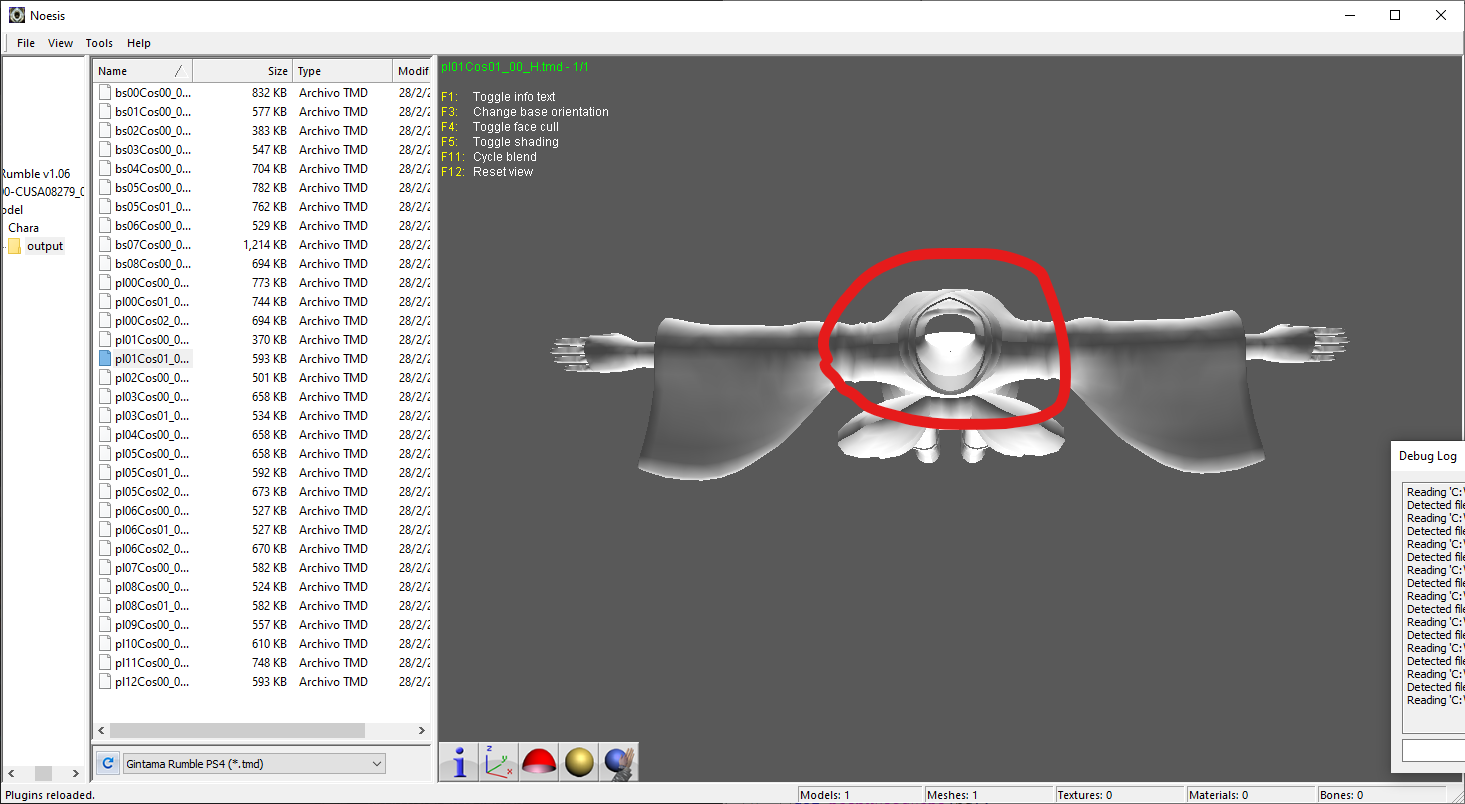 Noesis
File View Tools Help
Name Size Type Modif
bs00Cos00_0... 832 KB Archivo TMD 28/2/2
bs01Cos00_0... 577 KB Archivo TMD 28/2/2
bs02Cos00_0... 383 KB Archivo TMD 28/2/2
bs03Cos00_0... 547 KB Archivo TMD 28/2/2
bs04Cos00_0... 704 KB Archivo TMD 28/2/2
bs05Cos00_0... 782 KB Archivo TMD 28/2/2
bs05Cos01_0... 762 KB Archivo TMD 28/2/2
bs06Cos00_0... 529 KB Archivo TMD 28/2/2
bs07Cos00_0... 1,214 KB Archivo TMD 28/2/2
bs08Cos00_0... 694 KB Archivo TMD 28/2/2
pl00Cos00_0... 773 KB Archivo TMD 28/2/2
pl00Cos01_0... 744 KB Archivo TMD 28/2/2
pl00Cos02_0... 694 KB Archivo TMD 28/2/2
pl01Cos00_0... 370 KB Archivo TMD 28/2/2
pl01Cos01_0... 593 KB Archivo TMD 28/2/2
pl02Cos00_0... 501 KB Archivo TMD 28/2/2
pl03Cos00_0... 658 KB Archivo TMD 28/2/2
pl03Cos01_0... 534 KB Archivo TMD 28/2/2
pl04Cos00_0... 658 KB Archivo TMD 28/2/2
pl05Cos00_0... 658 KB Archivo TMD 28/2/2
pl05Cos01_0... 592 KB Archivo TMD 28/2/2
pl05Cos02_0... 673 KB Archivo TMD 28/2/2
pl06Cos00_0... 527 KB Archivo TMD 28/2/2
pl06Cos01_0... 527 KB Archivo TMD 28/2/2
pl06Cos02_0... 670 KB Archivo TMD 28/2/2
pl07Cos00_0... 582 KB Archivo TMD 28/2/2
pl08Cos00_0... 524 KB Archivo TMD 28/2/2
pl08Cos01_0... 582 KB Archivo TMD 28/2/2
pl09Cos00_0... 557 KB Archivo TMD 28/2/2
pl10Cos00_0... 610 KB Archivo TMD 28/2/2
pl11Cos00_0... 748 KB Archivo TMD 28/2/2
pl12Cos00_0... 593 KB Archivo TMD 28/2/2
Rumble v1.06
00-CUSA08279_0
odel
Chara
output
Gintama Rumble PS4 (*.tmd)
pl01Cos01_00_H.tmd - 1/1
F1: Toggle info text
F3: Change base orientation
F4: Toggle face cull
F5: Toggle shading
F11: Cycle blend
F12: Reset view
Debug Log
Reading 'C:\
Detected file
Reading 'C:\
Detected file
Reading 'C:\
Detected file
Reading 'C:\
Detected file
Reading 'C:\
Detected file
Reading 'C:\
Detected file
Reading 'C:\
Detected file
Reading 'C:\
Detected file
Reading 'C:\
Plugins reloaded.
Models: 1
Meshes: 1
Textures: 0
Materials: 0
Bones: 0